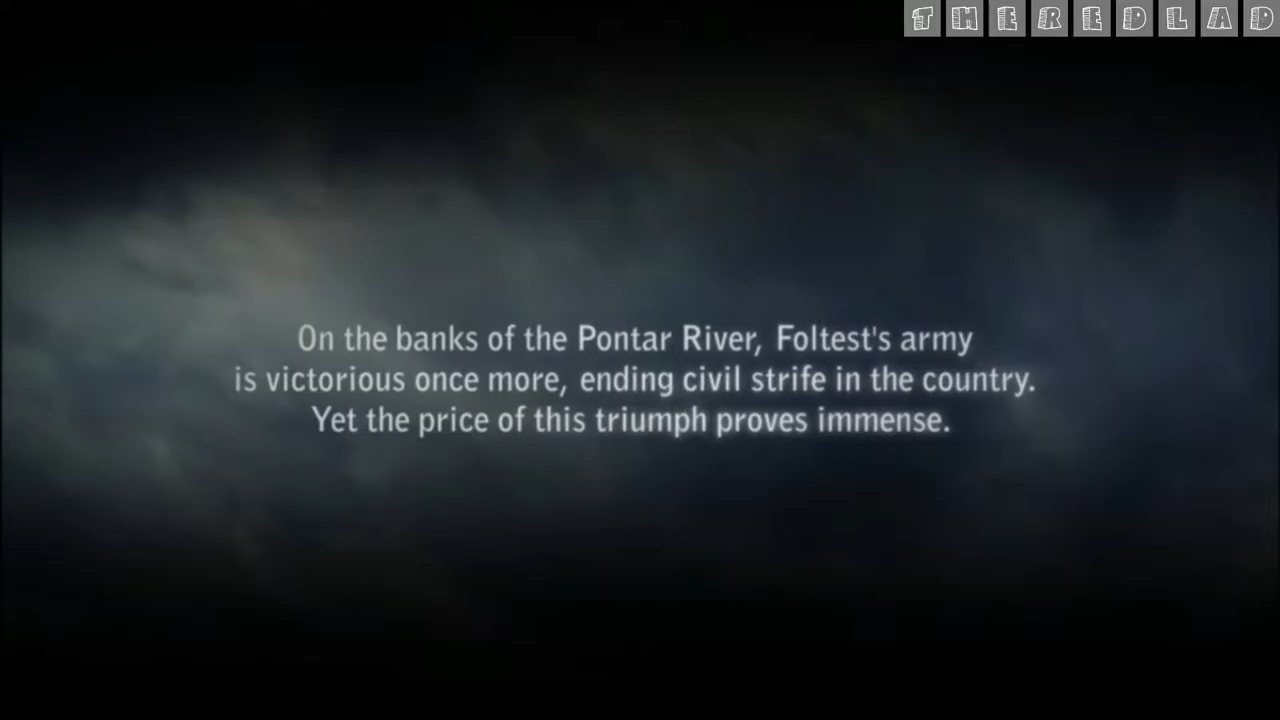 THEREDLAD
On the banks of the Pontar River, Foltest's army
is victorious once more, ending civil strife in the country.
Yet the price of this triumph proves immense.